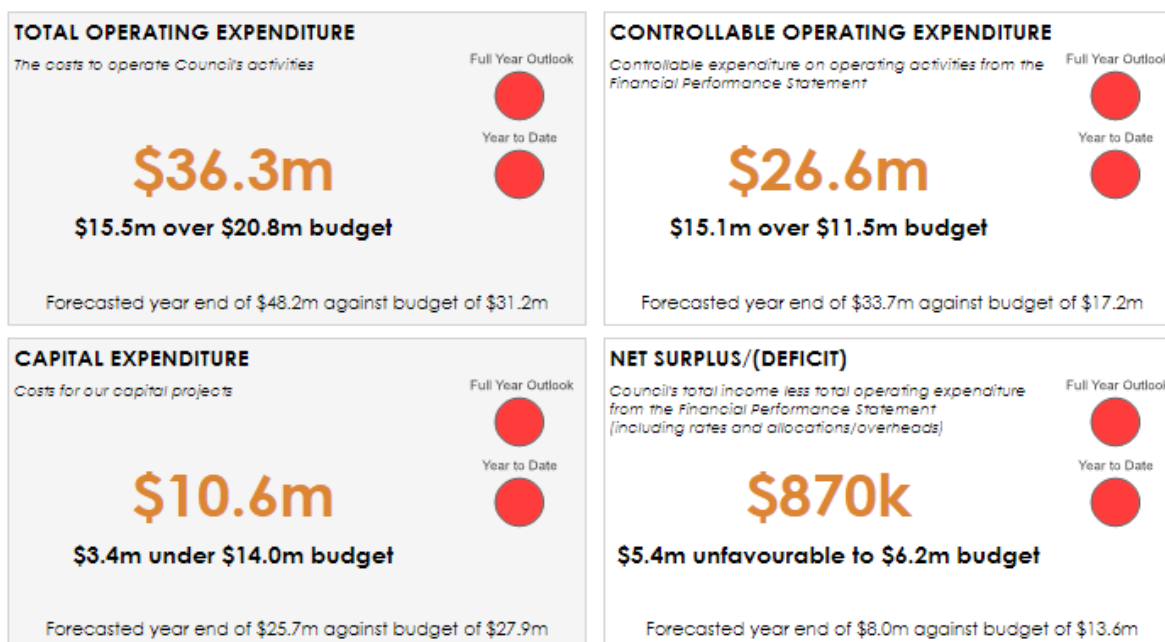 TOTAL OPERATING EXPENDITURE
The costs to operate Council's activities
Full Year Outlook
Year to Date
$36.3m
$15.5m over $20.8m budget
Forecasted year end of $48.2m against budget of $31.2m
CONTROLLABLE OPERATING EXPENDITURE
Controllable expenditure on operating activities from the
Financial Performance Statement
Full Year Outlook
Year to Date
$26.6m
$15.1m over $11.5m budget
Forecasted year end of $33.7m against budget of $17.2m
CAPITAL EXPENDITURE
Costs for our capital projects
Full Year Outlook
Year to Date
$10.6m
$3.4m under $14.0m budget
Forecasted year end of $25.7m against budget of $27.9m
NET SURPLUS/(DEFICIT)
Council's total income less total operating expenditure
from the Financial Performance Statement
(including rates and allocations/overheads)
Full Year Outlook
Year to Date
$870k
$5.4m unfavourable to $6.2m budget
Forecasted year end of $8.0m against budget of $13.6m